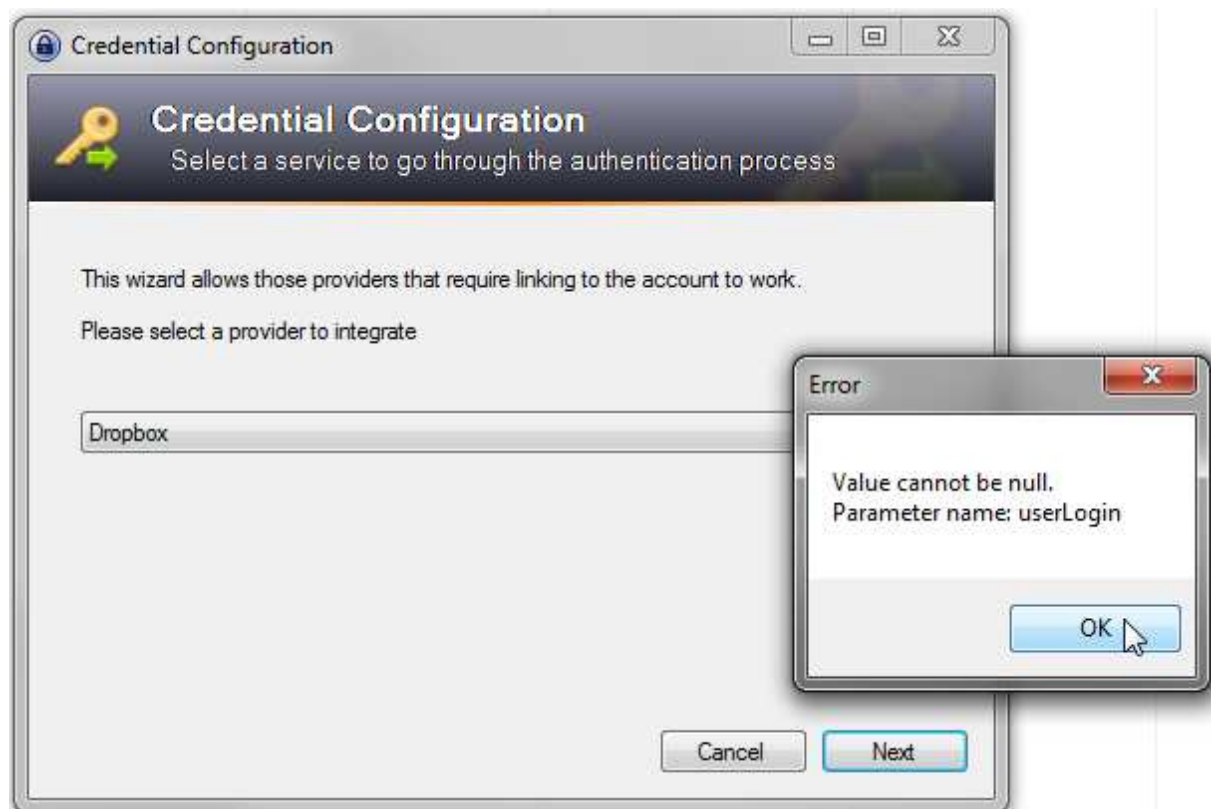 Credential Configuration
Credential Configuration
Select a service to go through the authentication process
This wizard allows those providers that require linking to the account to work.
Please select a provider to integrate
Dropbox
Error
Value cannot be null.
Parameter name: userLogin
OK
Cancel
Next